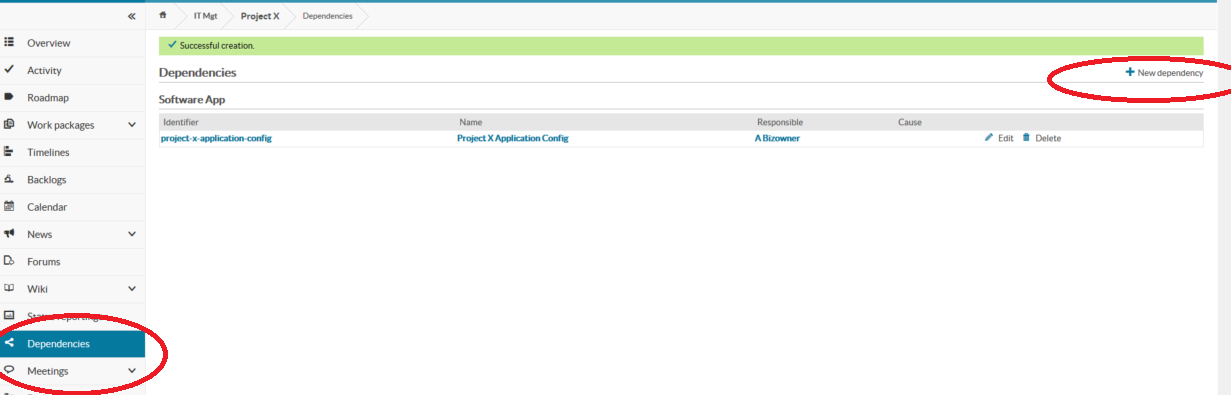 «
IT Mgt Project X Dependencies
Overview
Activity
Roadmap
Work packages
Timelines
Backlogs
Calendar
News
Forums
Wiki
Status reporting
Dependencies
Meetings
Successful creation.
Dependencies
+ New dependency
Software App
Identifier Name Responsible Cause
project-x-application-config Project X Application Config A Bizowner Edit Delete